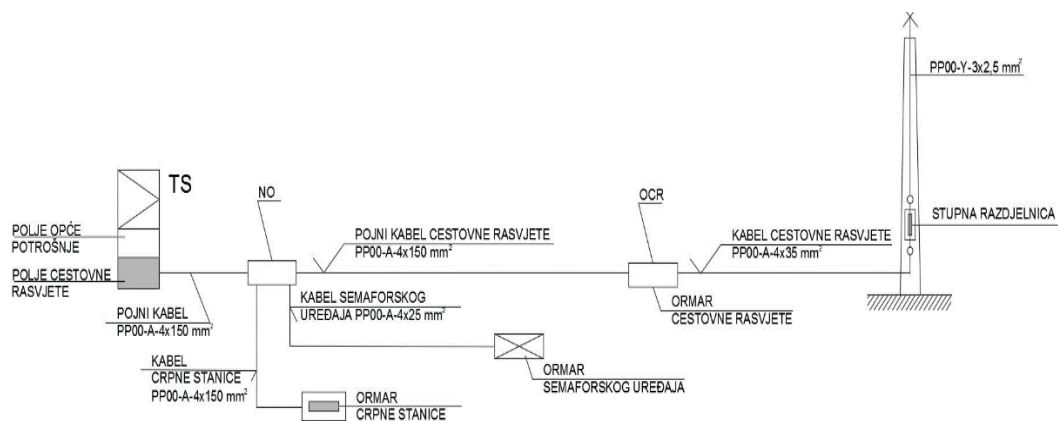 PP00-Y-3x2,5 mm²
TS
NO
OCR
STUPNA RAZDJELNICA
POLJE OPĆE
POTROŠNJE
POJNI KABEL CESTOVNE RASVJETE
PP00-A-4x150 mm²
KABEL CESTOVNE RASVJETE
PP00-A-4x35 mm²
POLJE CESTOVNE
RASVJETE
POJNI KABEL
PP00-A-4x150 mm²
KABEL SEMAFORSKOG
UREĐAJA PP00-A-4x25 mm²
ORMAR
CESTOVNE RASVJETE
KABEL
CRPNE STANICE
PP00-A-4x150 mm²
ORMAR
SEMAFORSKOG UREĐAJA
ORMAR
CRPNE STANICE